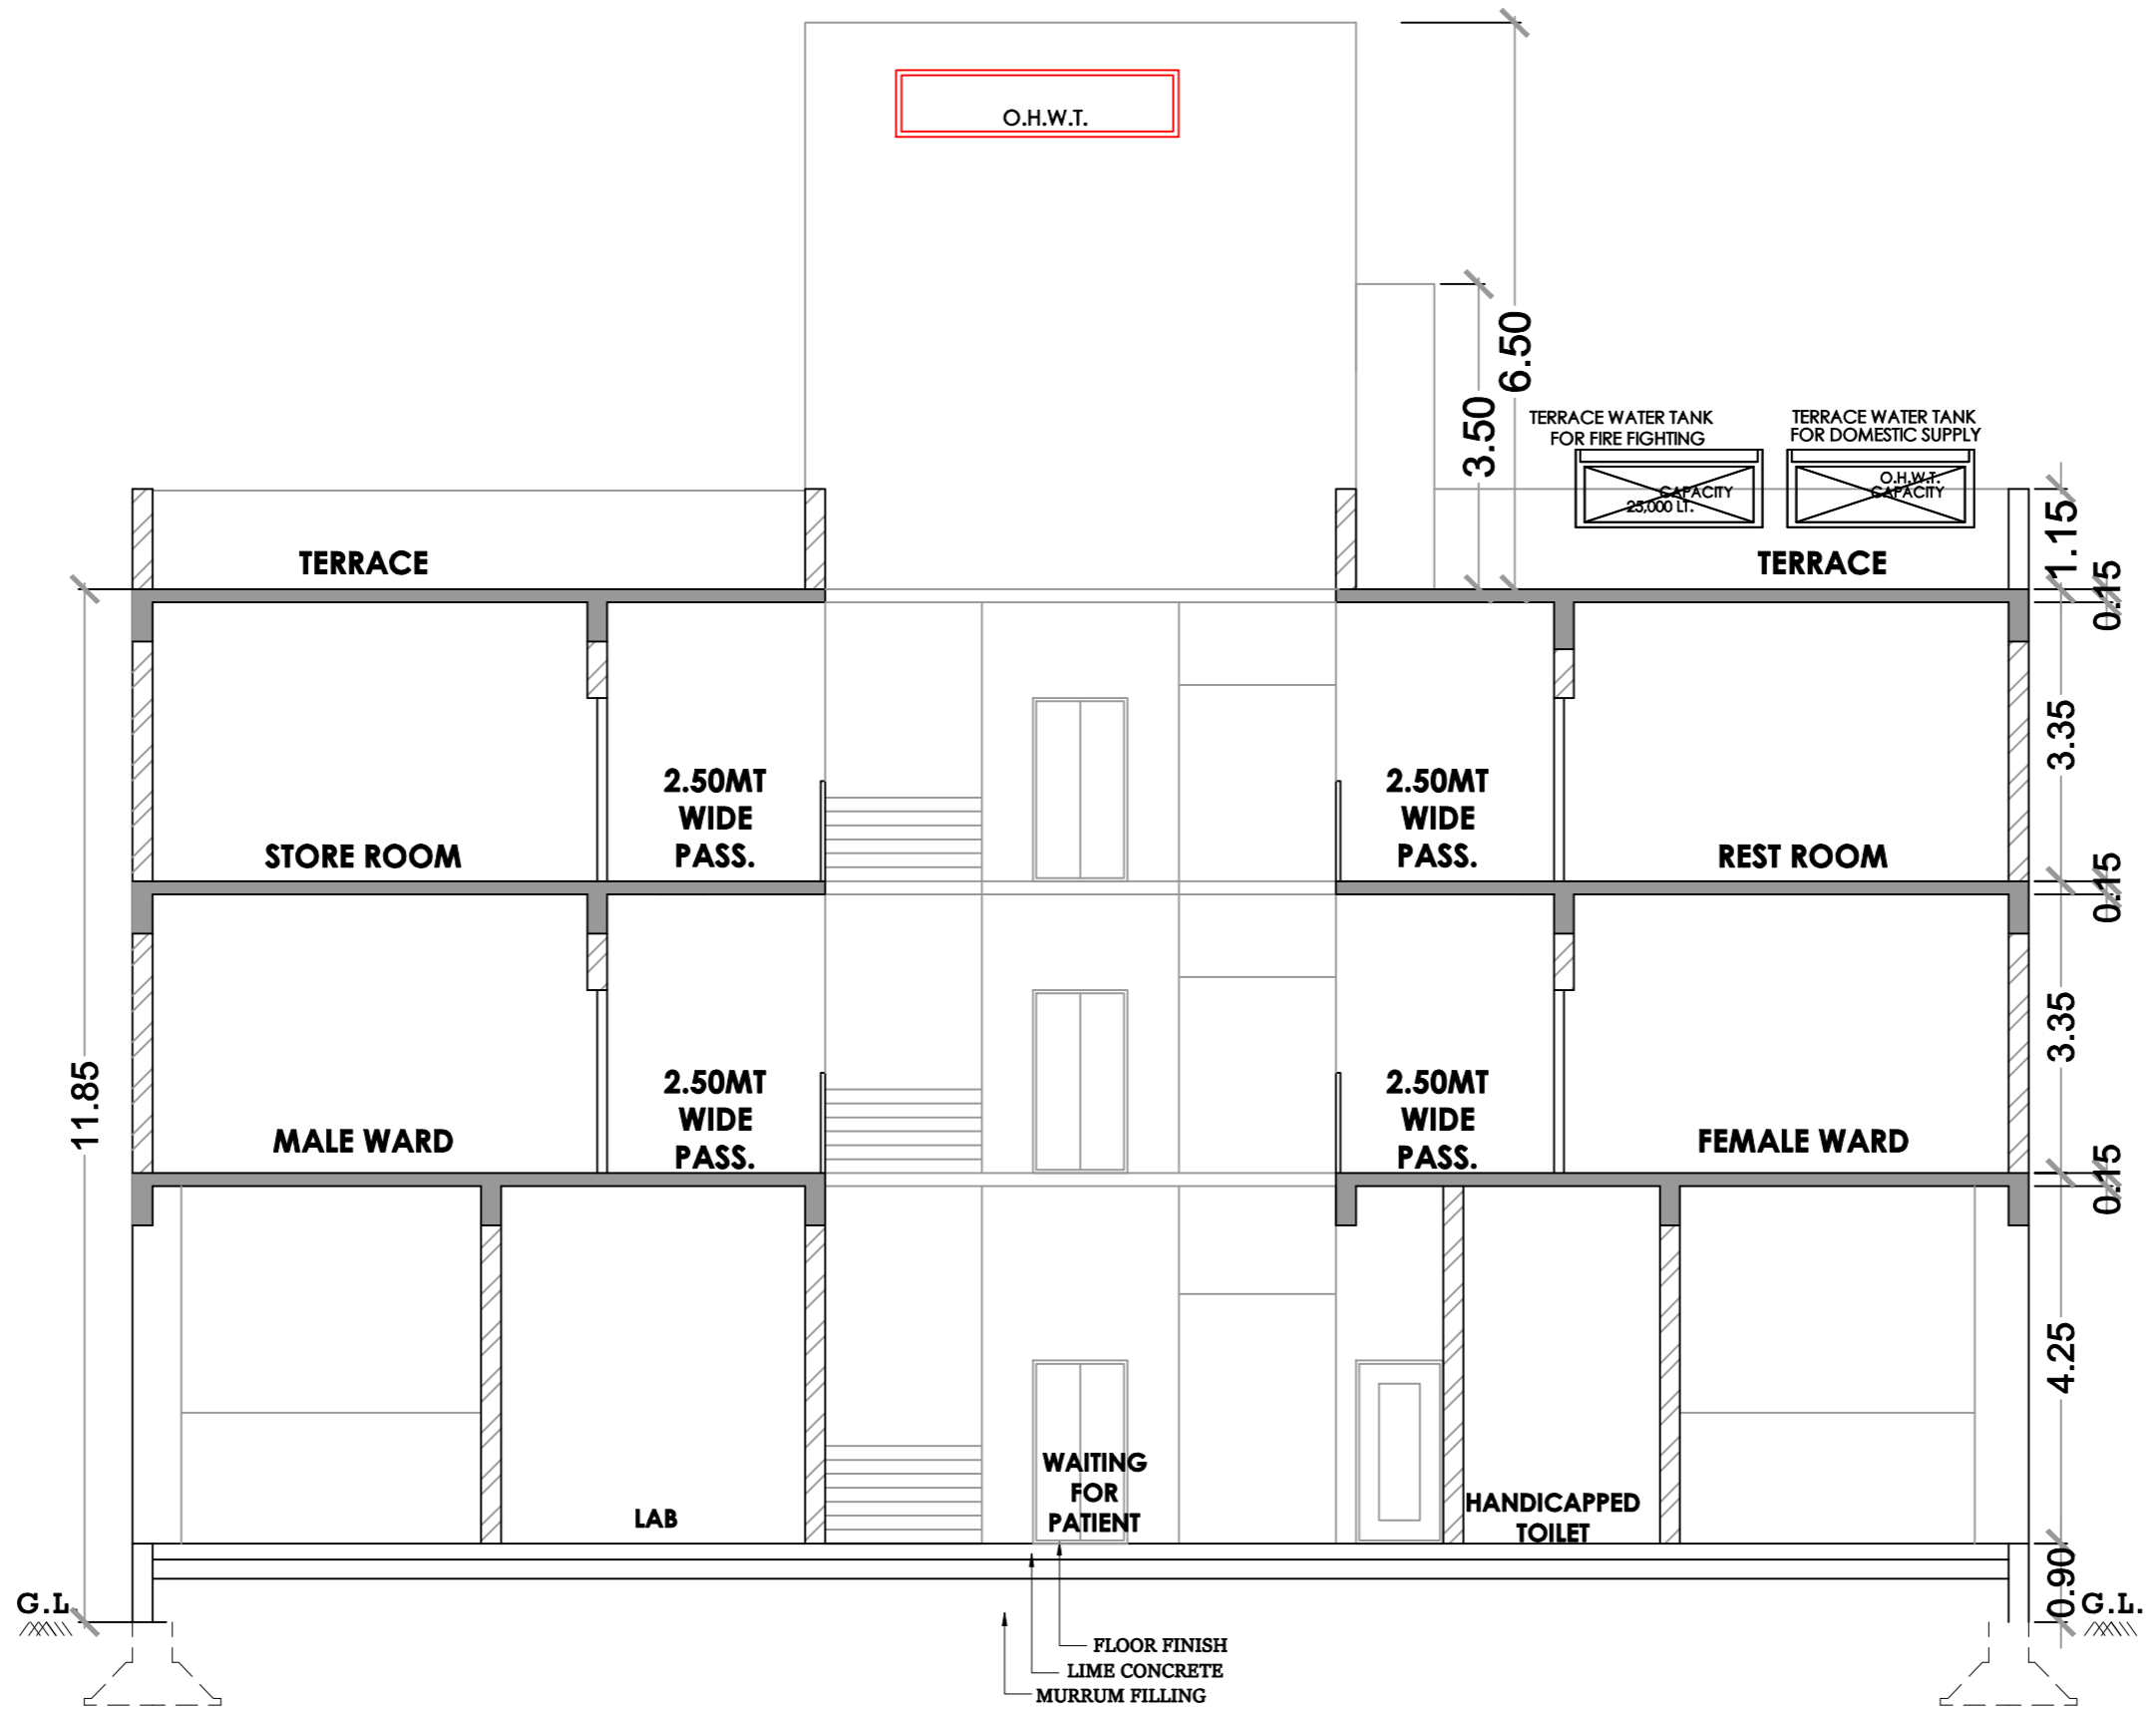 O.H.W.T.
6.50
3.50
TERRACE WATER TANK
FOR FIRE FIGHTING
TERRACE WATER TANK
FOR DOMESTIC SUPPLY
CAPACITY
25,000 LT.
O.H.W.T.
CAPACITY
1.15
TERRACE
TERRACE
0.15
3.35
2.50MT
WIDE
PASS.
2.50MT
WIDE
PASS.
STORE ROOM
REST ROOM
0.15
3.35
11.85
2.50MT
WIDE
PASS.
2.50MT
WIDE
PASS.
MALE WARD
FEMALE WARD
0.15
4.25
WAITING
FOR
PATIENT
LAB
HANDICAPPED
TOILET
0.90
G.L.
G.L.
FLOOR FINISH
LIME CONCRETE
MURRUM FILLING